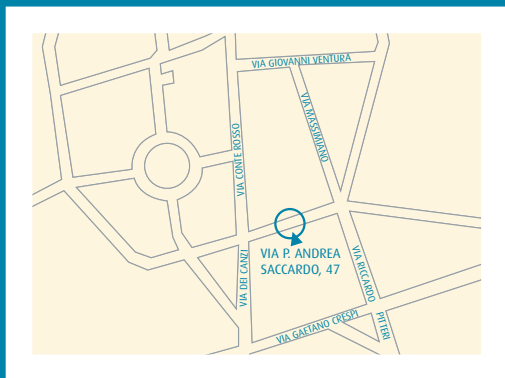 VIA GIOVANNI VENTURA
VIA MASSIMIANO
VIA CONTE ROSSO
VIA P. ANDREA
SACCARDO, 47
VIA DEI CANZI
VIA RICCARDO
PITTERI
VIA GAETANO CRESPI